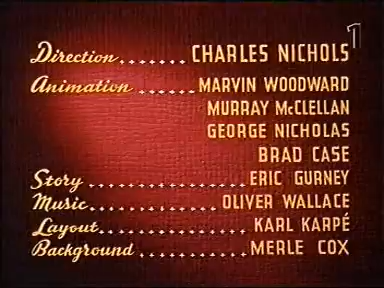 1
Direction...... CHARLES NICHOLS
Animation ..... MARVIN WOODWARD
MURRAY McCLELLAN
GEORGE NICHOLAS
BRAD CASE
Story .............. ERIC GURNEY
Music........... OLIVER WALLACE
Layout............. KARL KARPÉ
Background .......... MERLE COX